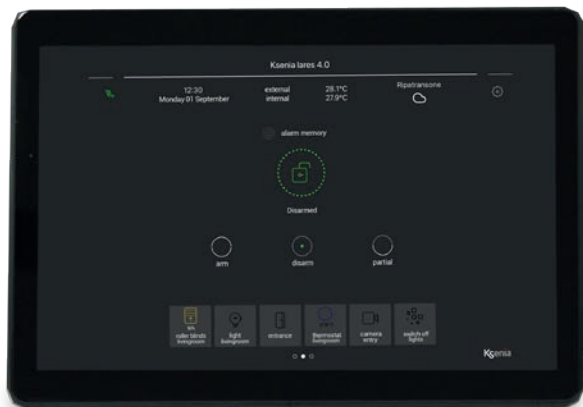 Ksenia lares 4.0
12:30
Monday 01 September
external 28.1°C
internal 27.9°C
Ripatransone
alarm memory
Disarmed
arm
disarm
partial
roller blinds
livingroom
light
livingroom
entrance
thermostat
livingroom
camera
entry
switch off
lights
Ksenia